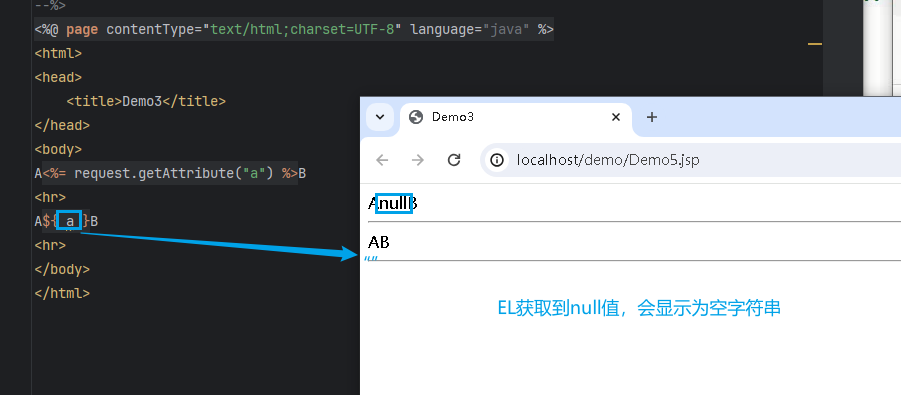 --%>
<%@ page contentType="text/html;charset=UTF-8" language="java" %>
<html>
<head>
    <title>Demo3</title>
</head>
<body>
A<%= request.getAttribute("a") %>B
<hr>
A${ a }B
<hr>
</body>
</html>
Demo3
localhost/demo/Demo5.jsp
AnullB
AB
EL获取到null值，会显示为空字符串